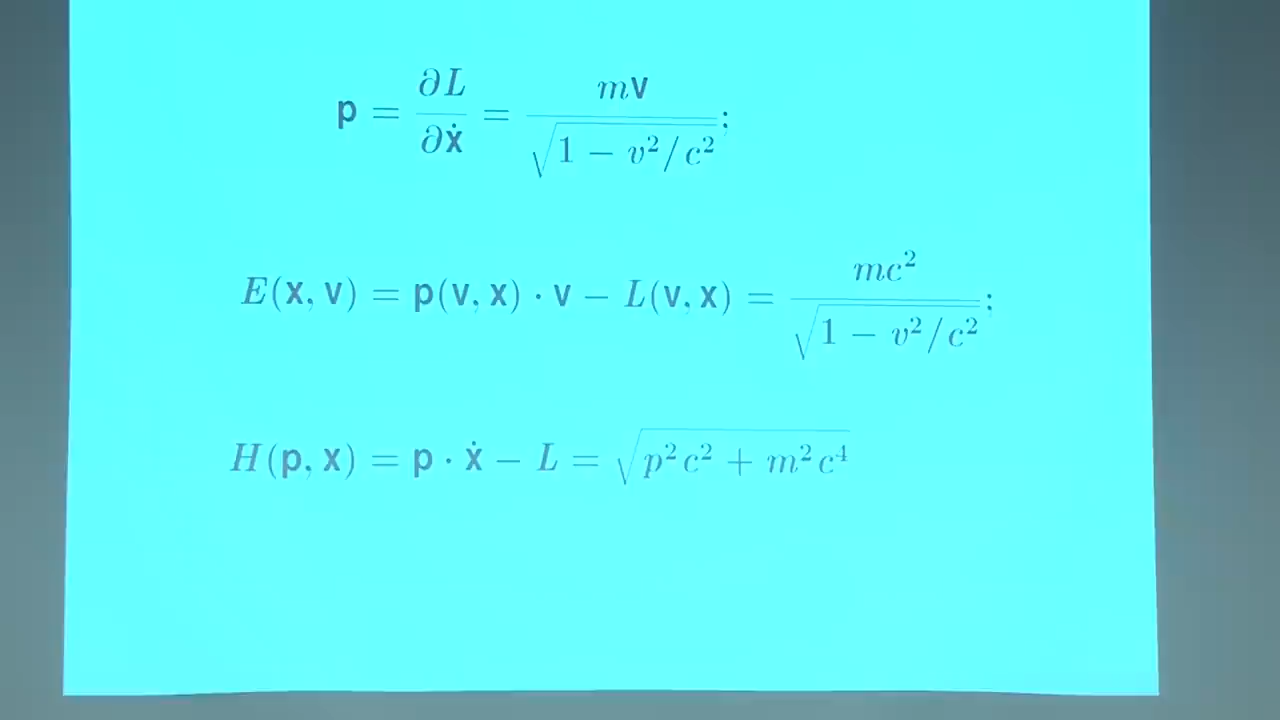 p = ∂L/∂ẋ = mv/√(1 − v²/c²);
E(x, v) = p(v, x) · v − L(v, x) = mc²/√(1 − v²/c²);
H(p, x) = p · ẋ − L = √(p²c² + m²c⁴)